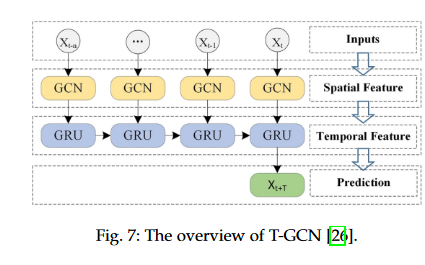 X_{t-n} ... X_{t-1} X_t Inputs
GCN GCN GCN GCN Spatial Feature
GRU GRU GRU GRU Temporal Feature
X_{t+T} Prediction
Fig. 7: The overview of T-GCN [26].